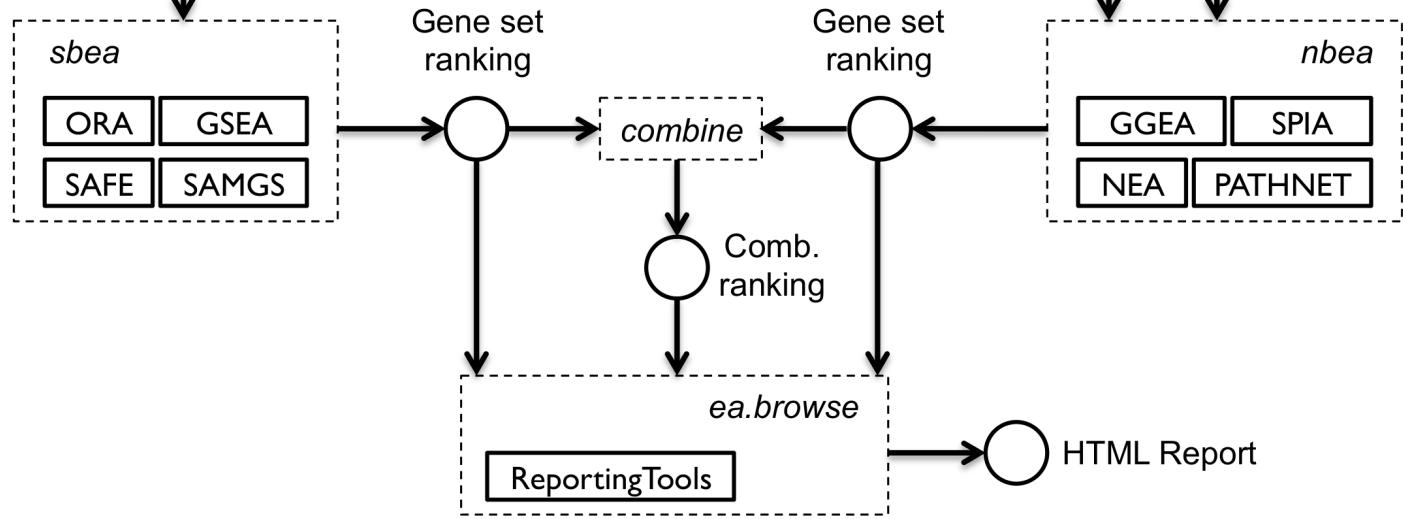 Gene set
ranking
Gene set
ranking
sbea
nbea
ORA
GSEA
SAFE
SAMGS
combine
GGEA
SPIA
NEA
PATHNET
Comb.
ranking
ea.browse
ReportingTools
HTML Report